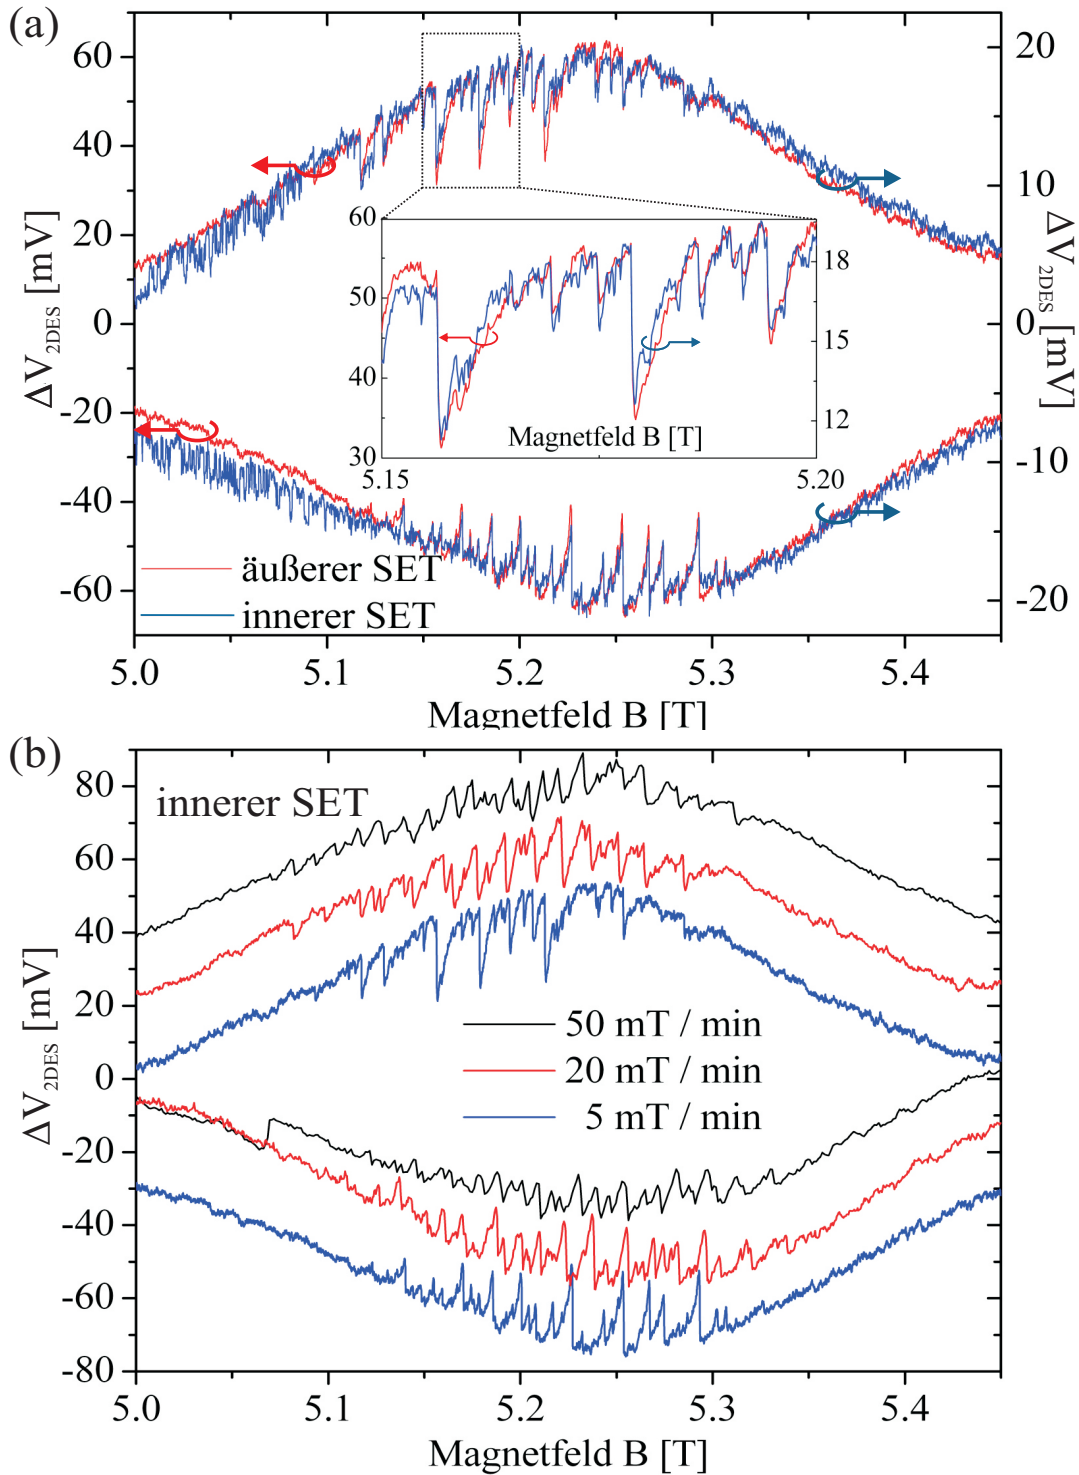 (a)
60
40
20
0
-20
-40
-60
ΔV2DES [mV]
20
10
0
-10
-20
ΔV2DES [mV]
60
50
40
30
18
15
12
Magnetfeld B [T]
5.15
5.20
äußerer SET
innerer SET
5.0
5.1
5.2
5.3
5.4
Magnetfeld B [T]
(b)
innerer SET
80
60
40
20
0
-20
-40
-60
-80
ΔV2DES [mV]
50 mT / min
20 mT / min
5 mT / min
5.0
5.1
5.2
5.3
5.4
Magnetfeld B [T]